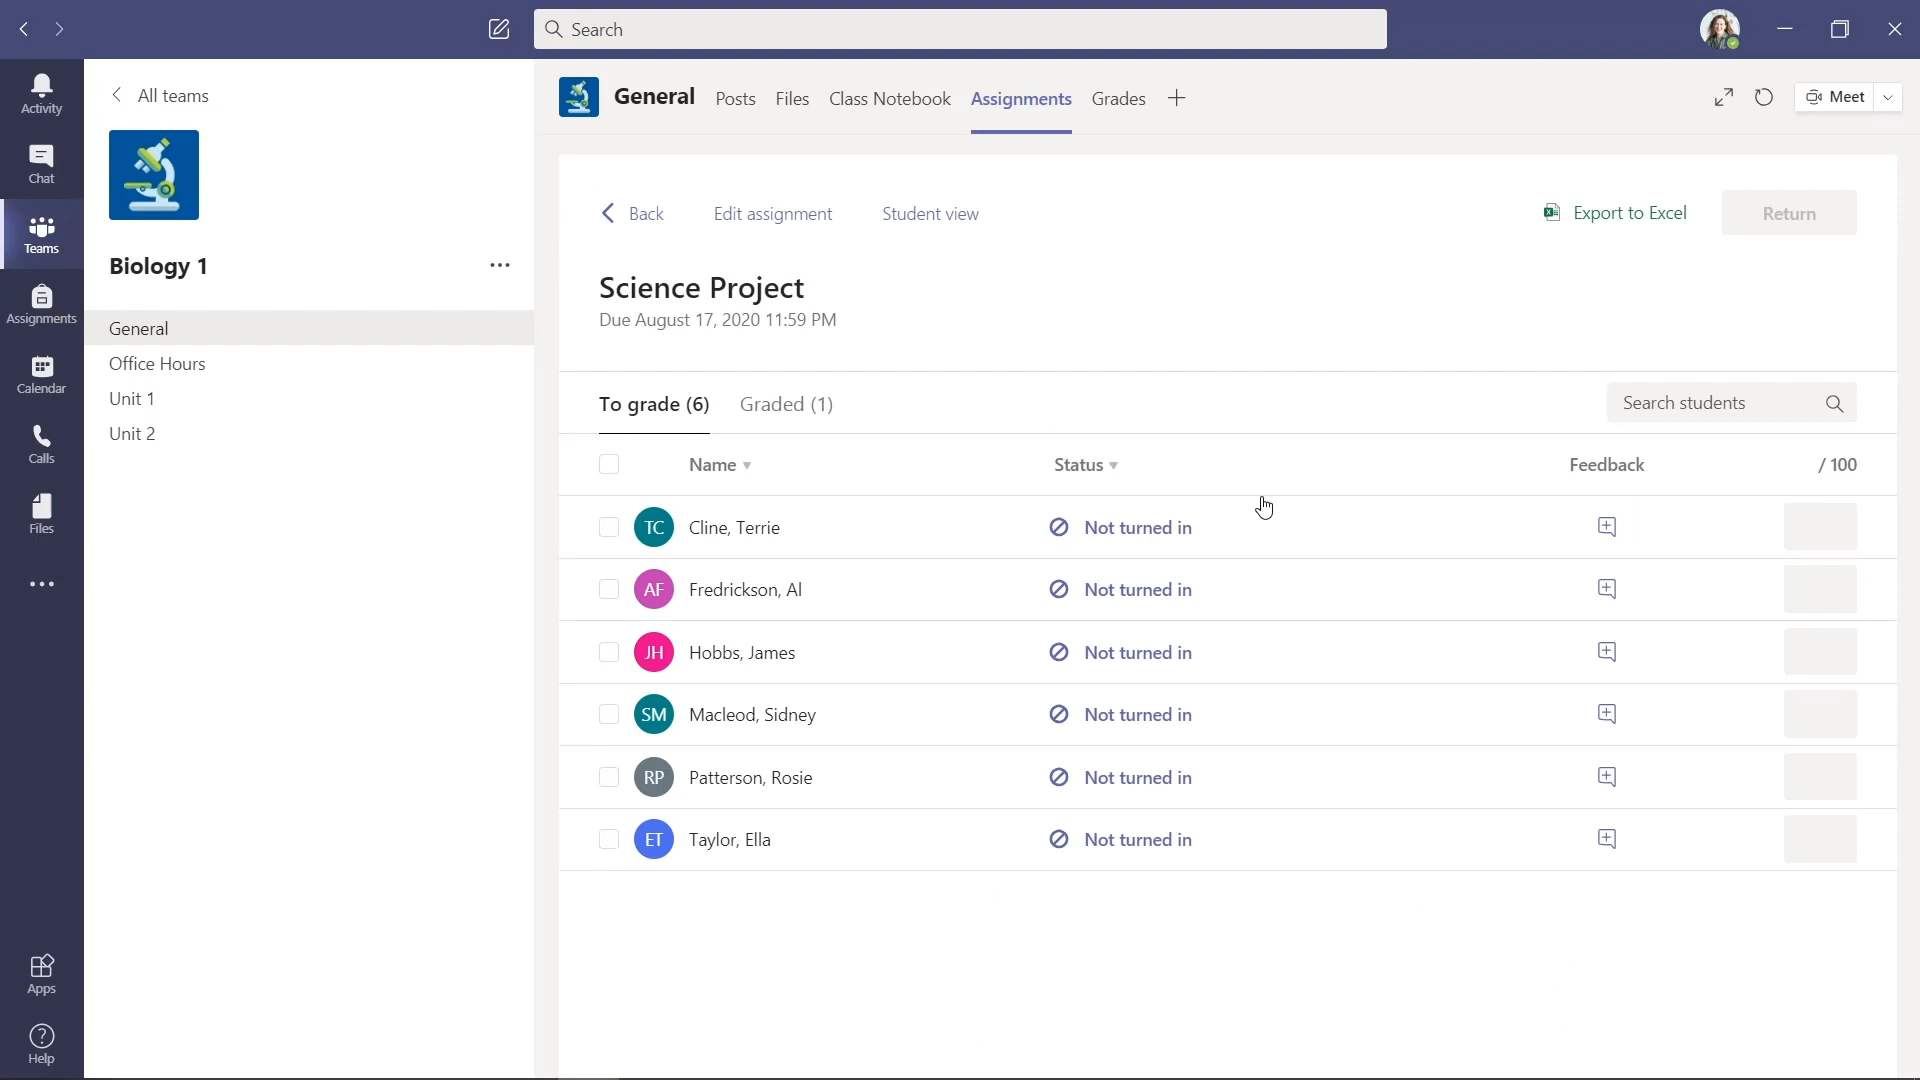 Search
Activity
Chat
Teams
Assignments
Calendar
Calls
Files
Apps
Help
All teams
Biology 1
General
Office Hours
Unit 1
Unit 2
General Posts Files Class Notebook Assignments Grades
Meet
Back Edit assignment Student view
Export to Excel Return
Science Project
Due August 17, 2020 11:59 PM
To grade (6) Graded (1)
Search students
Name Status Feedback / 100
TC Cline, Terrie Not turned in
AF Fredrickson, Al Not turned in
JH Hobbs, James Not turned in
SM Macleod, Sidney Not turned in
RP Patterson, Rosie Not turned in
ET Taylor, Ella Not turned in